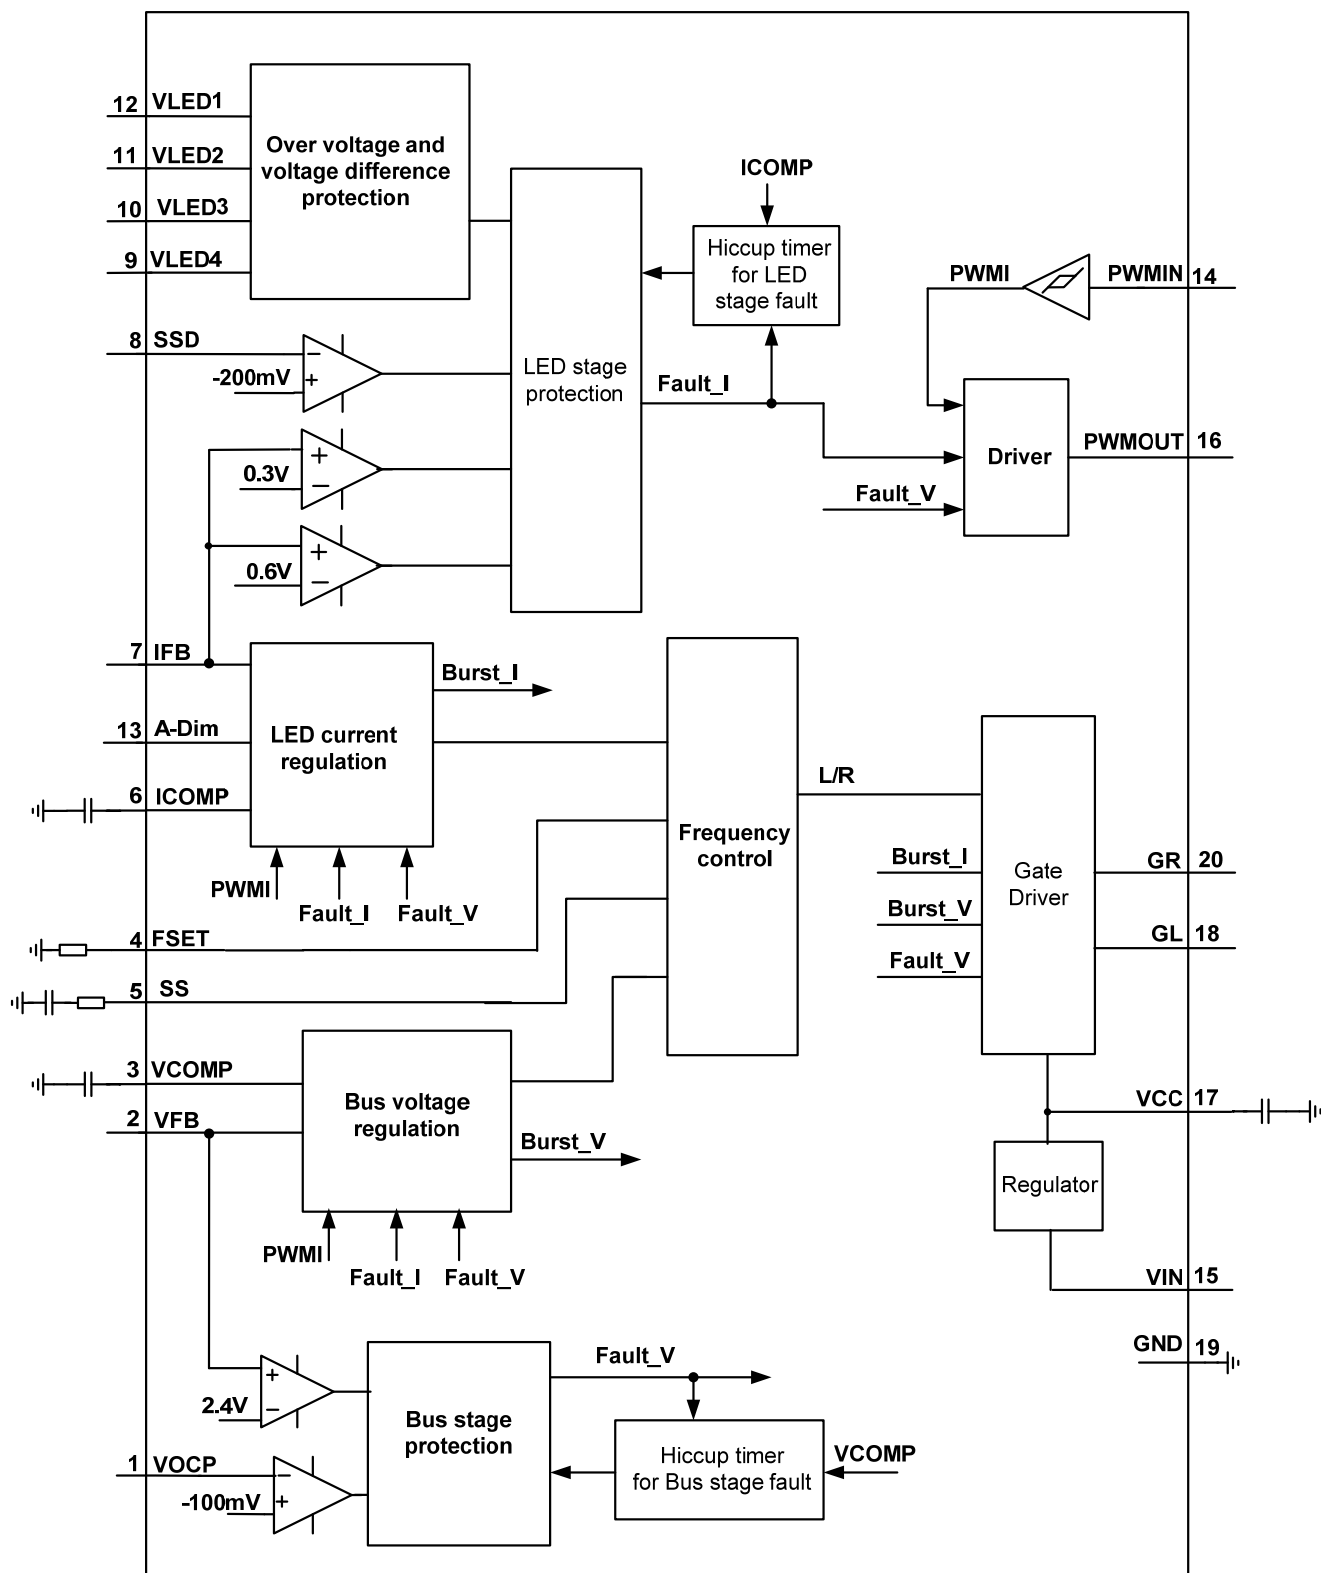 12 VLED1
11 VLED2
10 VLED3
9 VLED4
Over voltage and
voltage difference
protection
8 SSD
-200mV
−
+
0.3V
+
−
0.6V
+
−
LED stage
protection
ICOMP
Hiccup timer
for LED
stage fault
Fault_I
PWMI
PWMIN 14
Driver
PWMOUT 16
Fault_V
7 IFB
13 A-Dim
6 ICOMP
LED current
regulation
Burst_I
PWMI
Fault_I
Fault_V
4 FSET
5 SS
Frequency
control
L/R
Burst_I
Burst_V
Fault_V
Gate
Driver
GR 20
GL 18
3 VCOMP
2 VFB
Bus voltage
regulation
Burst_V
PWMI
Fault_I
Fault_V
VCC 17
Regulator
VIN 15
GND 19
2.4V
+
−
1 VOCP
-100mV
−
+
Bus stage
protection
Fault_V
Hiccup timer
for Bus stage fault
VCOMP